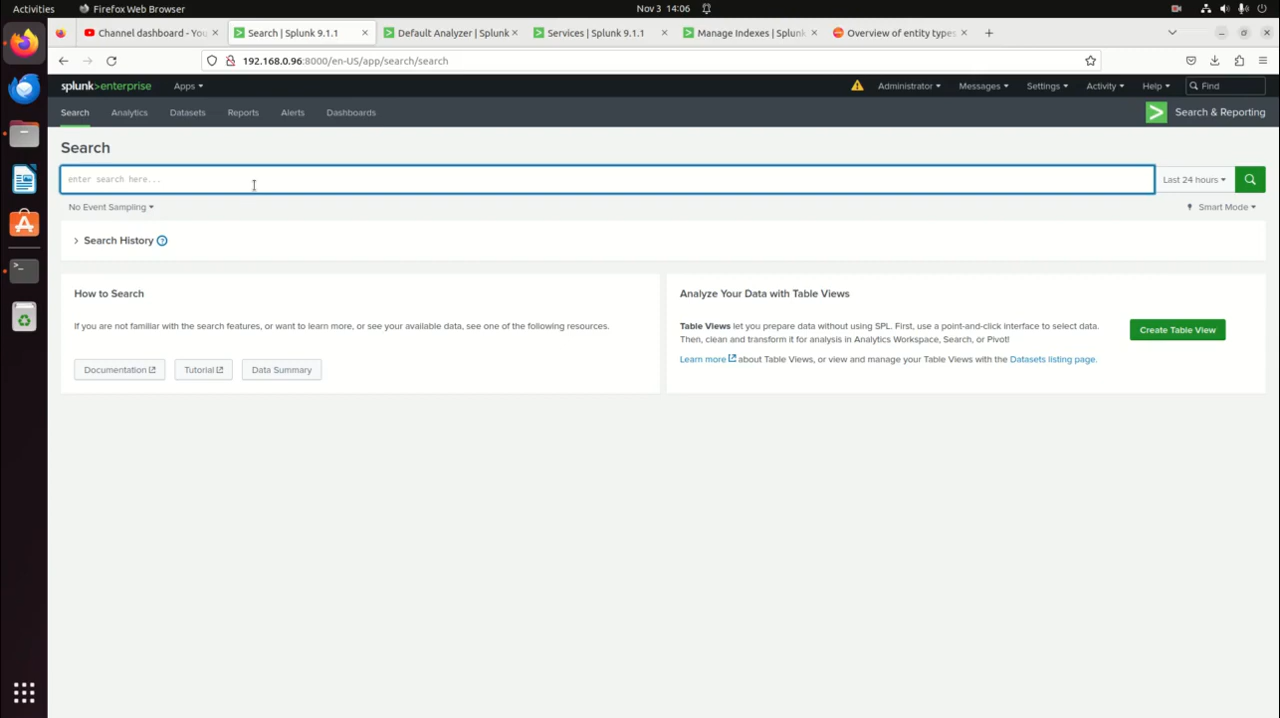 Activities
Firefox Web Browser
Nov 3 14:06
Channel dashboard - You
Search | Splunk 9.1.1
Default Analyzer | Splunk
Services | Splunk 9.1.1
Manage Indexes | Splunk
Overview of entity types
192.168.0.96:8000/en-US/app/search/search
splunk>enterprise
Apps
Administrator
Messages
Settings
Activity
Help
Find
Search
Analytics
Datasets
Reports
Alerts
Dashboards
Search & Reporting
Search
enter search here...
Last 24 hours
No Event Sampling
Smart Mode
Search History
How to Search
If you are not familiar with the search features, or want to learn more, or see your available data, see one of the following resources.
Documentation
Tutorial
Data Summary
Analyze Your Data with Table Views
Table Views let you prepare data without using SPL. First, use a point-and-click interface to select data.
Then, clean and transform it for analysis in Analytics Workspace, Search, or Pivot!
Learn more about Table Views, or view and manage your Table Views with the Datasets listing page.
Create Table View